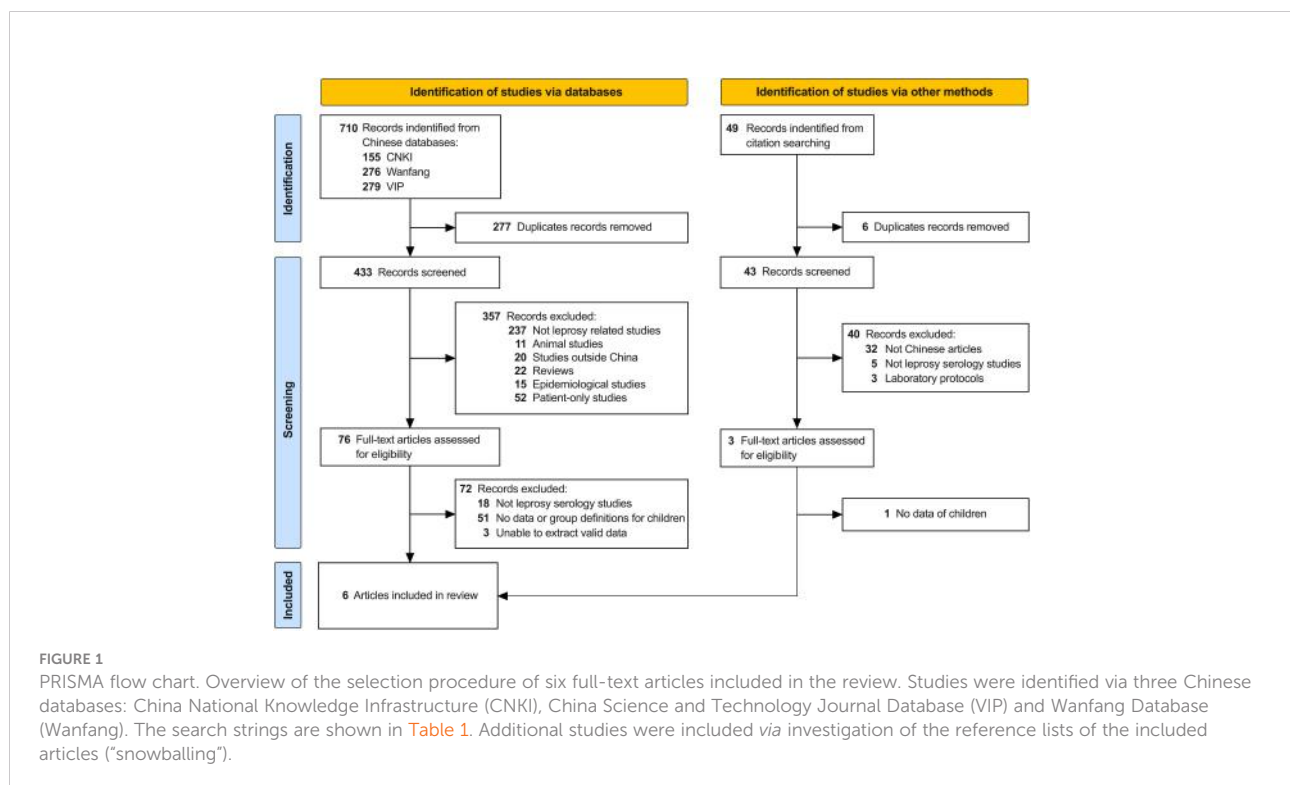 Identification of studies via databases
Identification of studies via other methods
Identification
710 Records indentified from
Chinese databases:
155 CNKI
276 Wanfang
279 VIP
49 Records indentified from
citation searching
277 Duplicates records removed
6 Duplicates records removed
Screening
433 Records screened
43 Records screened
357 Records excluded:
237 Not leprosy related studies
11 Animal studies
20 Studies outside China
22 Reviews
15 Epidemiological studies
52 Patient-only studies
40 Records excluded:
32 Not Chinese articles
5 Not leprosy serology studies
3 Laboratory protocols
76 Full-text articles assessed
for eligibility
3 Full-text articles assessed
for eligibility
72 Records excluded:
18 Not leprosy serology studies
51 No data or group definitions for children
3 Unable to extract valid data
1 No data of children
Included
6 Articles included in review
FIGURE 1
PRISMA flow chart. Overview of the selection procedure of six full-text articles included in the review. Studies were identified via three Chinese
databases: China National Knowledge Infrastructure (CNKI), China Science and Technology Journal Database (VIP) and Wanfang Database
(Wanfang). The search strings are shown in Table 1. Additional studies were included via investigation of the reference lists of the included
articles (“snowballing”).